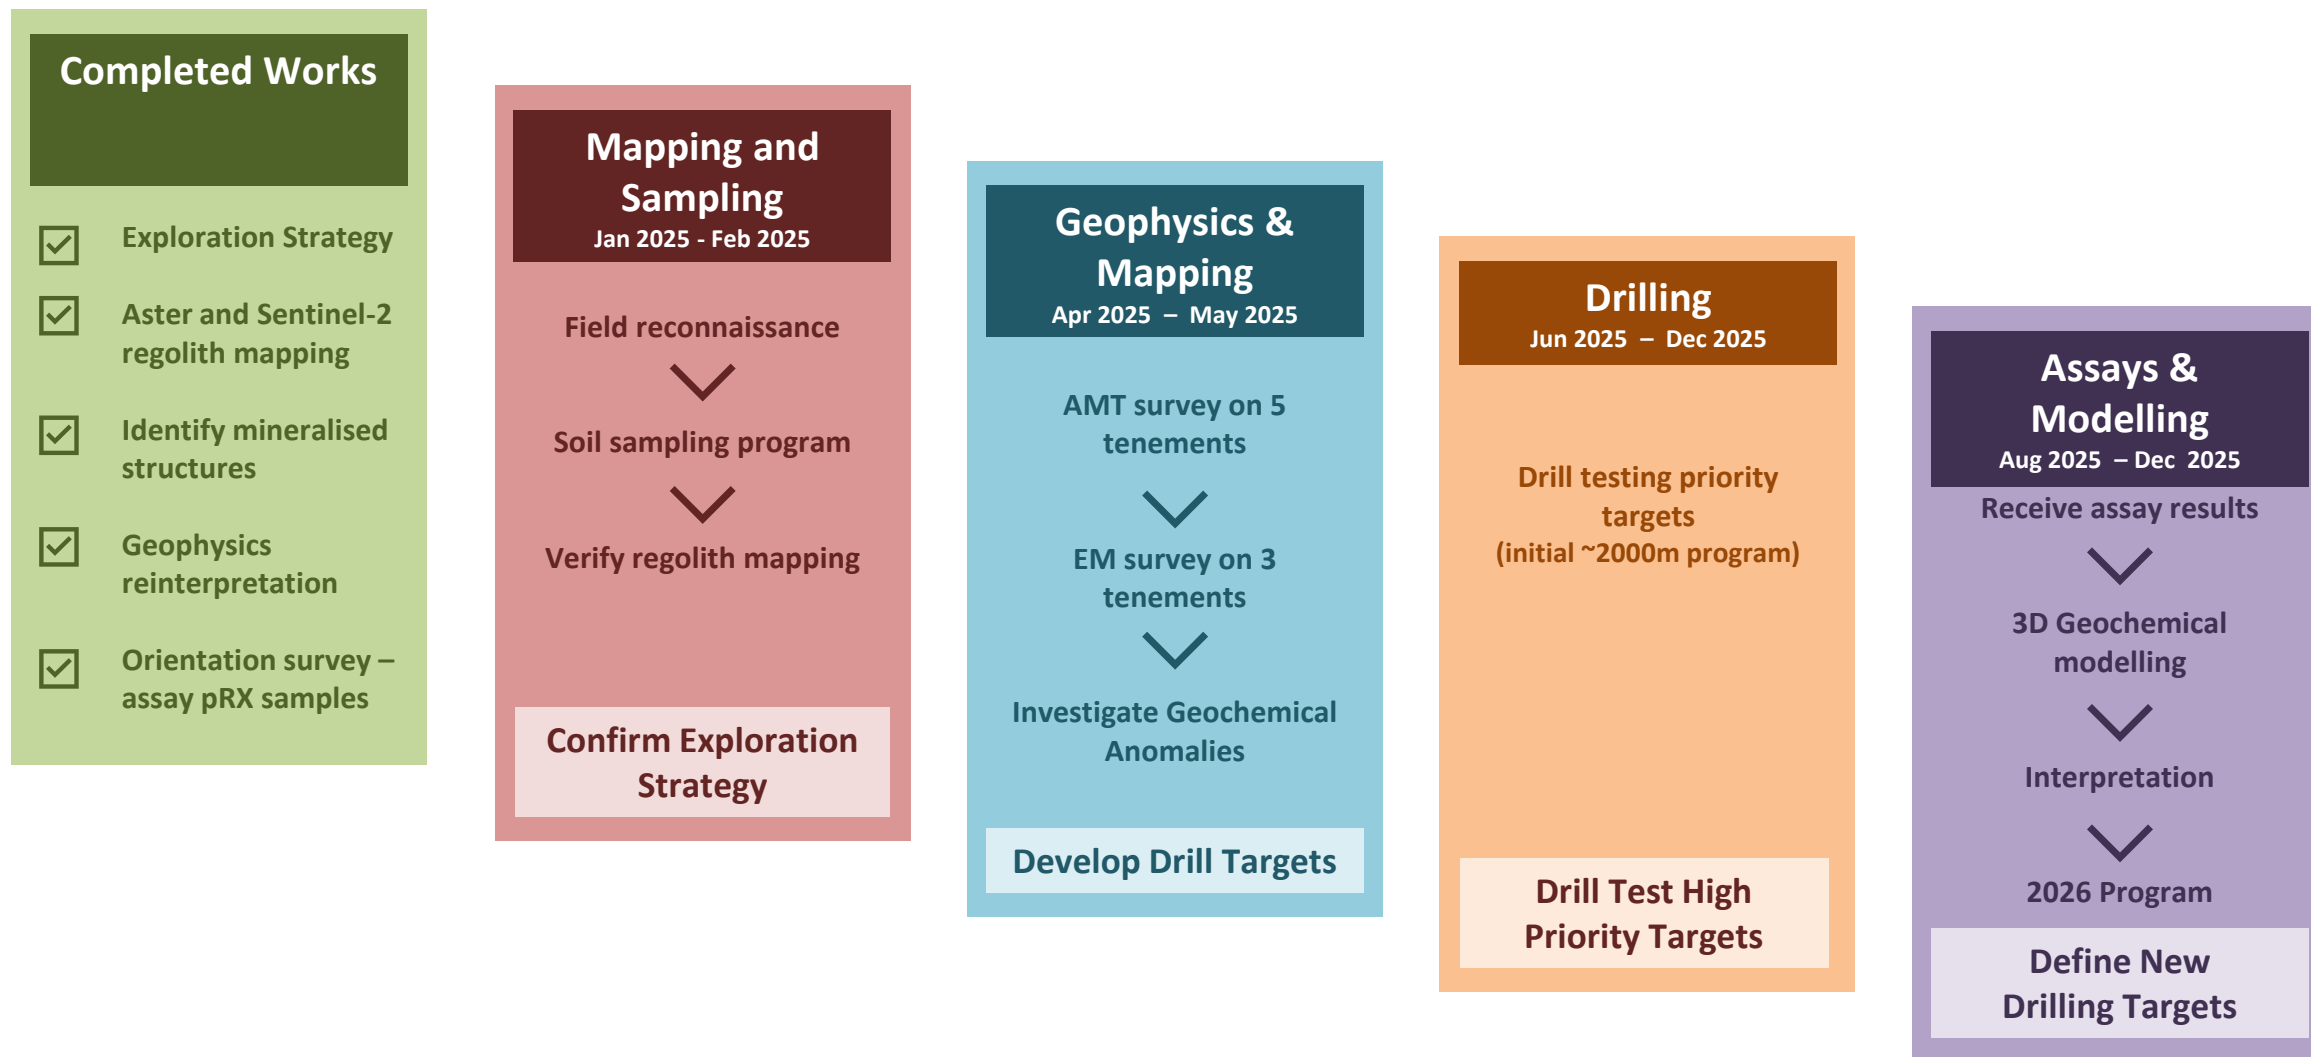 Completed Works
Exploration Strategy
Aster and Sentinel-2
regolith mapping
Identify mineralised
structures
Geophysics
reinterpretation
Orientation survey –
assay pRX samples
Mapping and
Sampling
Jan 2025 - Feb 2025
Field reconnaissance
Soil sampling program
Verify regolith mapping
Confirm Exploration
Strategy
Geophysics &
Mapping
Apr 2025 – May 2025
AMT survey on 5
tenements
EM survey on 3
tenements
Investigate Geochemical
Anomalies
Develop Drill Targets
Drilling
Jun 2025 – Dec 2025
Drill testing priority
targets
(initial ~2000m program)
Drill Test High
Priority Targets
Assays &
Modelling
Aug 2025 – Dec 2025
Receive assay results
3D Geochemical
modelling
Interpretation
2026 Program
Define New
Drilling Targets